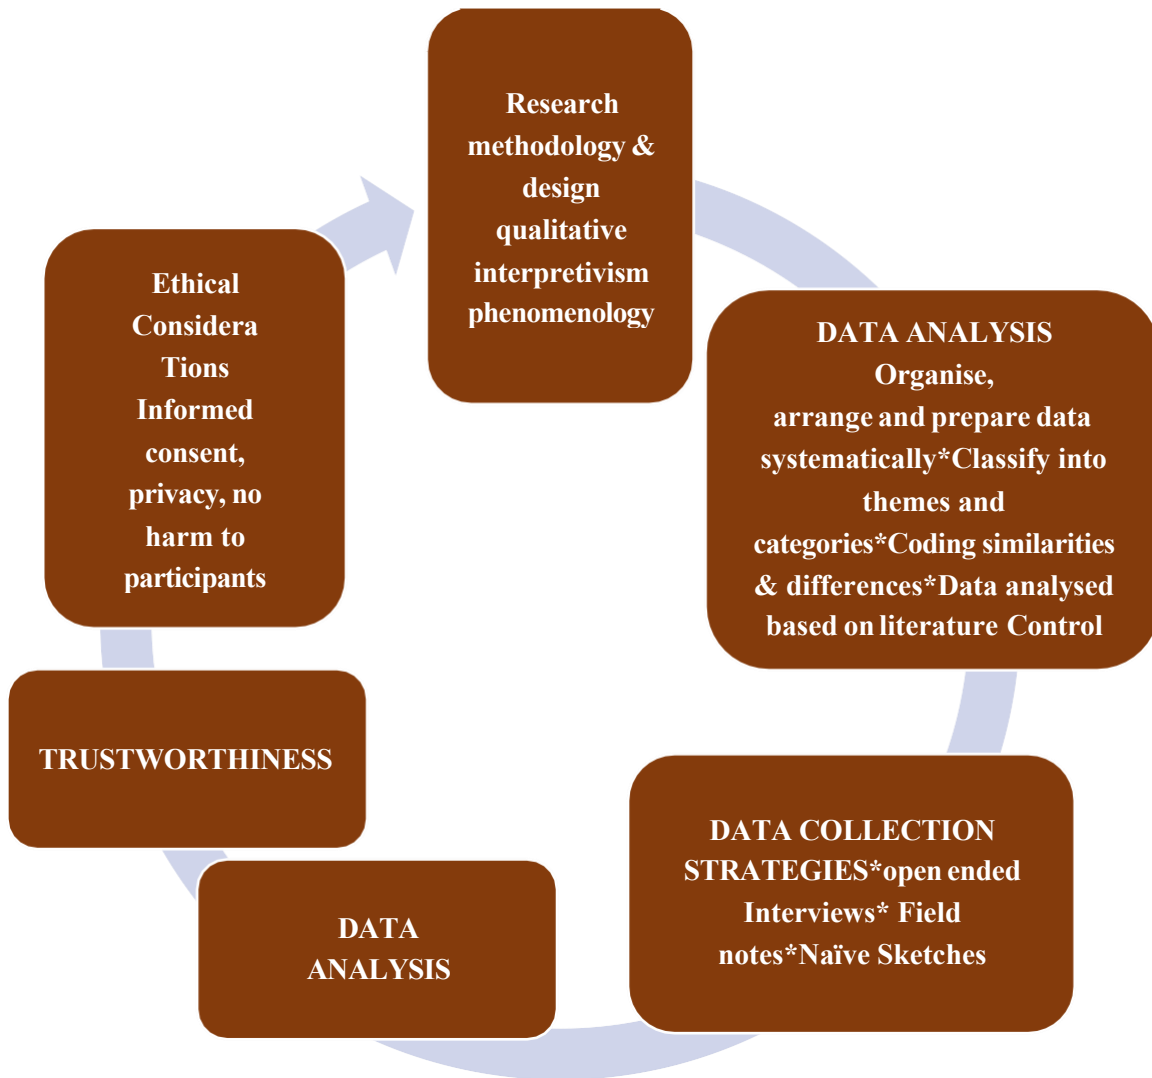 Research
methodology &
design
qualitative
interpretivism
phenomenology
DATA ANALYSIS
Organise,
arrange and prepare data
systematically*Classify into
themes and
categories*Coding similarities
& differences*Data analysed
based on literature Control
DATA COLLECTION
STRATEGIES*open ended
Interviews* Field
notes*Naïve Sketches
DATA
ANALYSIS
TRUSTWORTHINESS
Ethical
Considera
Tions
Informed
consent,
privacy, no
harm to
participants